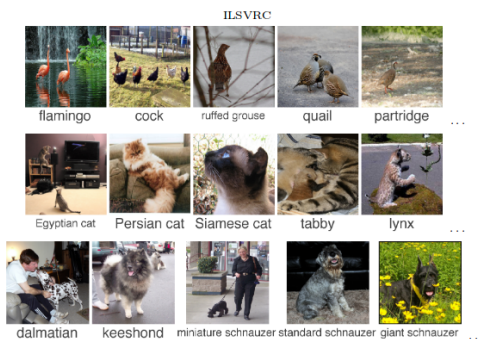 ILSVRC
flamingo cock ruffed grouse quail partridge ...
Egyptian cat Persian cat Siamese cat tabby lynx ...
dalmatian keeshond miniature schnauzer standard schnauzer giant schnauzer ..